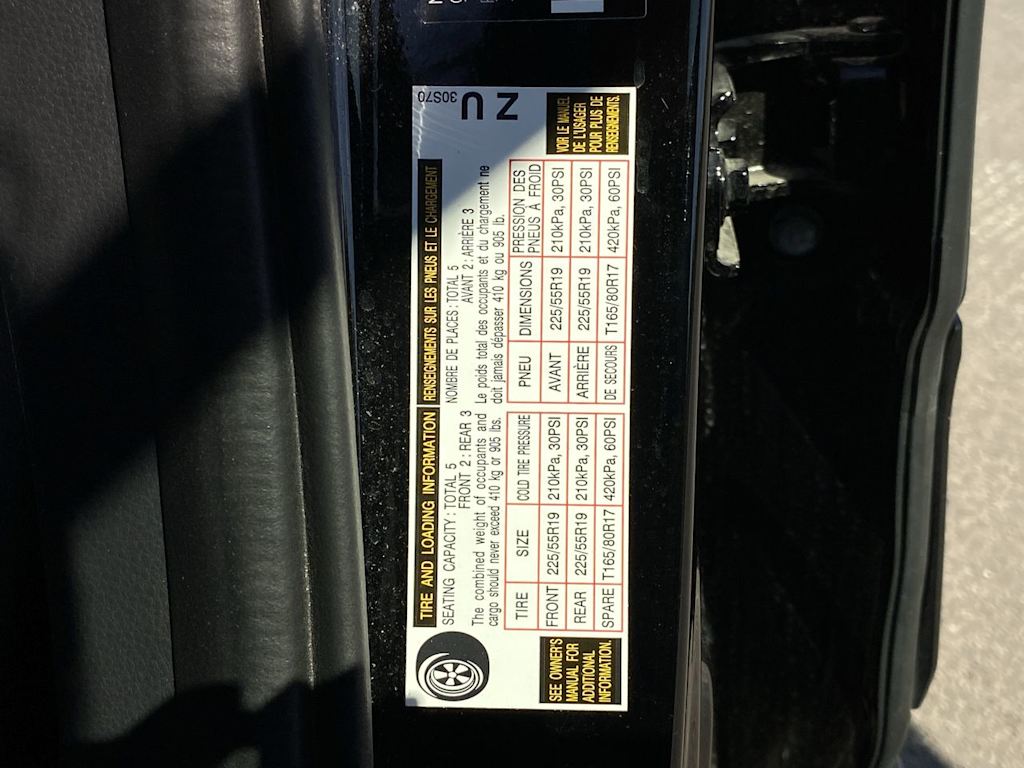 TIRE AND LOADING INFORMATION
SEATING CAPACITY : TOTAL 5
FRONT 2 : REAR 3
The combined weight of occupants and
cargo should never exceed 410 kg or 905 lbs.
TIRE SIZE COLD TIRE PRESSURE
FRONT 225/55R19 210kPa, 30PSI
REAR 225/55R19 210kPa, 30PSI
SPARE T165/80R17 420kPa, 60PSI
SEE OWNER'S
MANUAL FOR
ADDITIONAL
INFORMATION.
RENSEIGNEMENTS SUR LES PNEUS ET LE CHARGEMENT
NOMBRE DE PLACES : TOTAL 5
AVANT 2 : ARRIÈRE 3
Le poids total des occupants et du chargement ne
doit jamais dépasser 410 kg ou 905 lb.
PNEU DIMENSIONS PRESSION DES
PNEUS À FROID
AVANT 225/55R19 210kPa, 30PSI
ARRIÈRE 225/55R19 210kPa, 30PSI
DE SECOURS T165/80R17 420kPa, 60PSI
VOIR LE MANUEL
DE L'USAGER
POUR PLUS DE
RENSEIGNEMENTS.
30S70
Z U